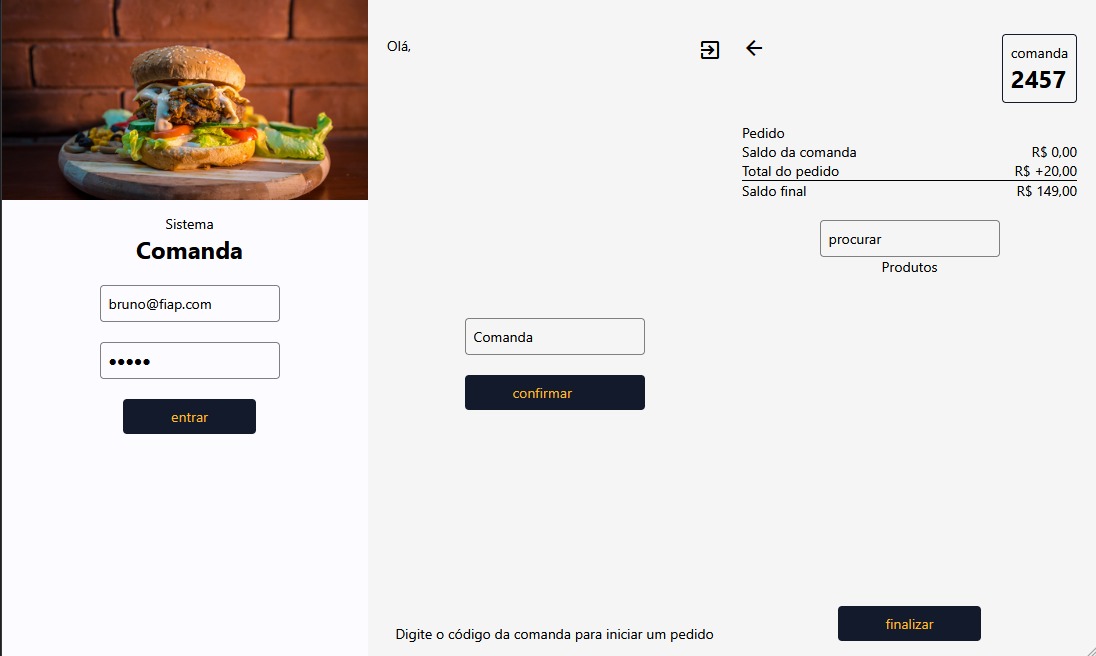 Sistema
Comanda
bruno@fiap.com
●●●●●
entrar
Olá,
Comanda
confirmar
Digite o código da comanda para iniciar um pedido
comanda
2457
Pedido
Saldo da comanda R$ 0,00
Total do pedido R$ +20,00
Saldo final R$ 149,00
procurar
Produtos
finalizar